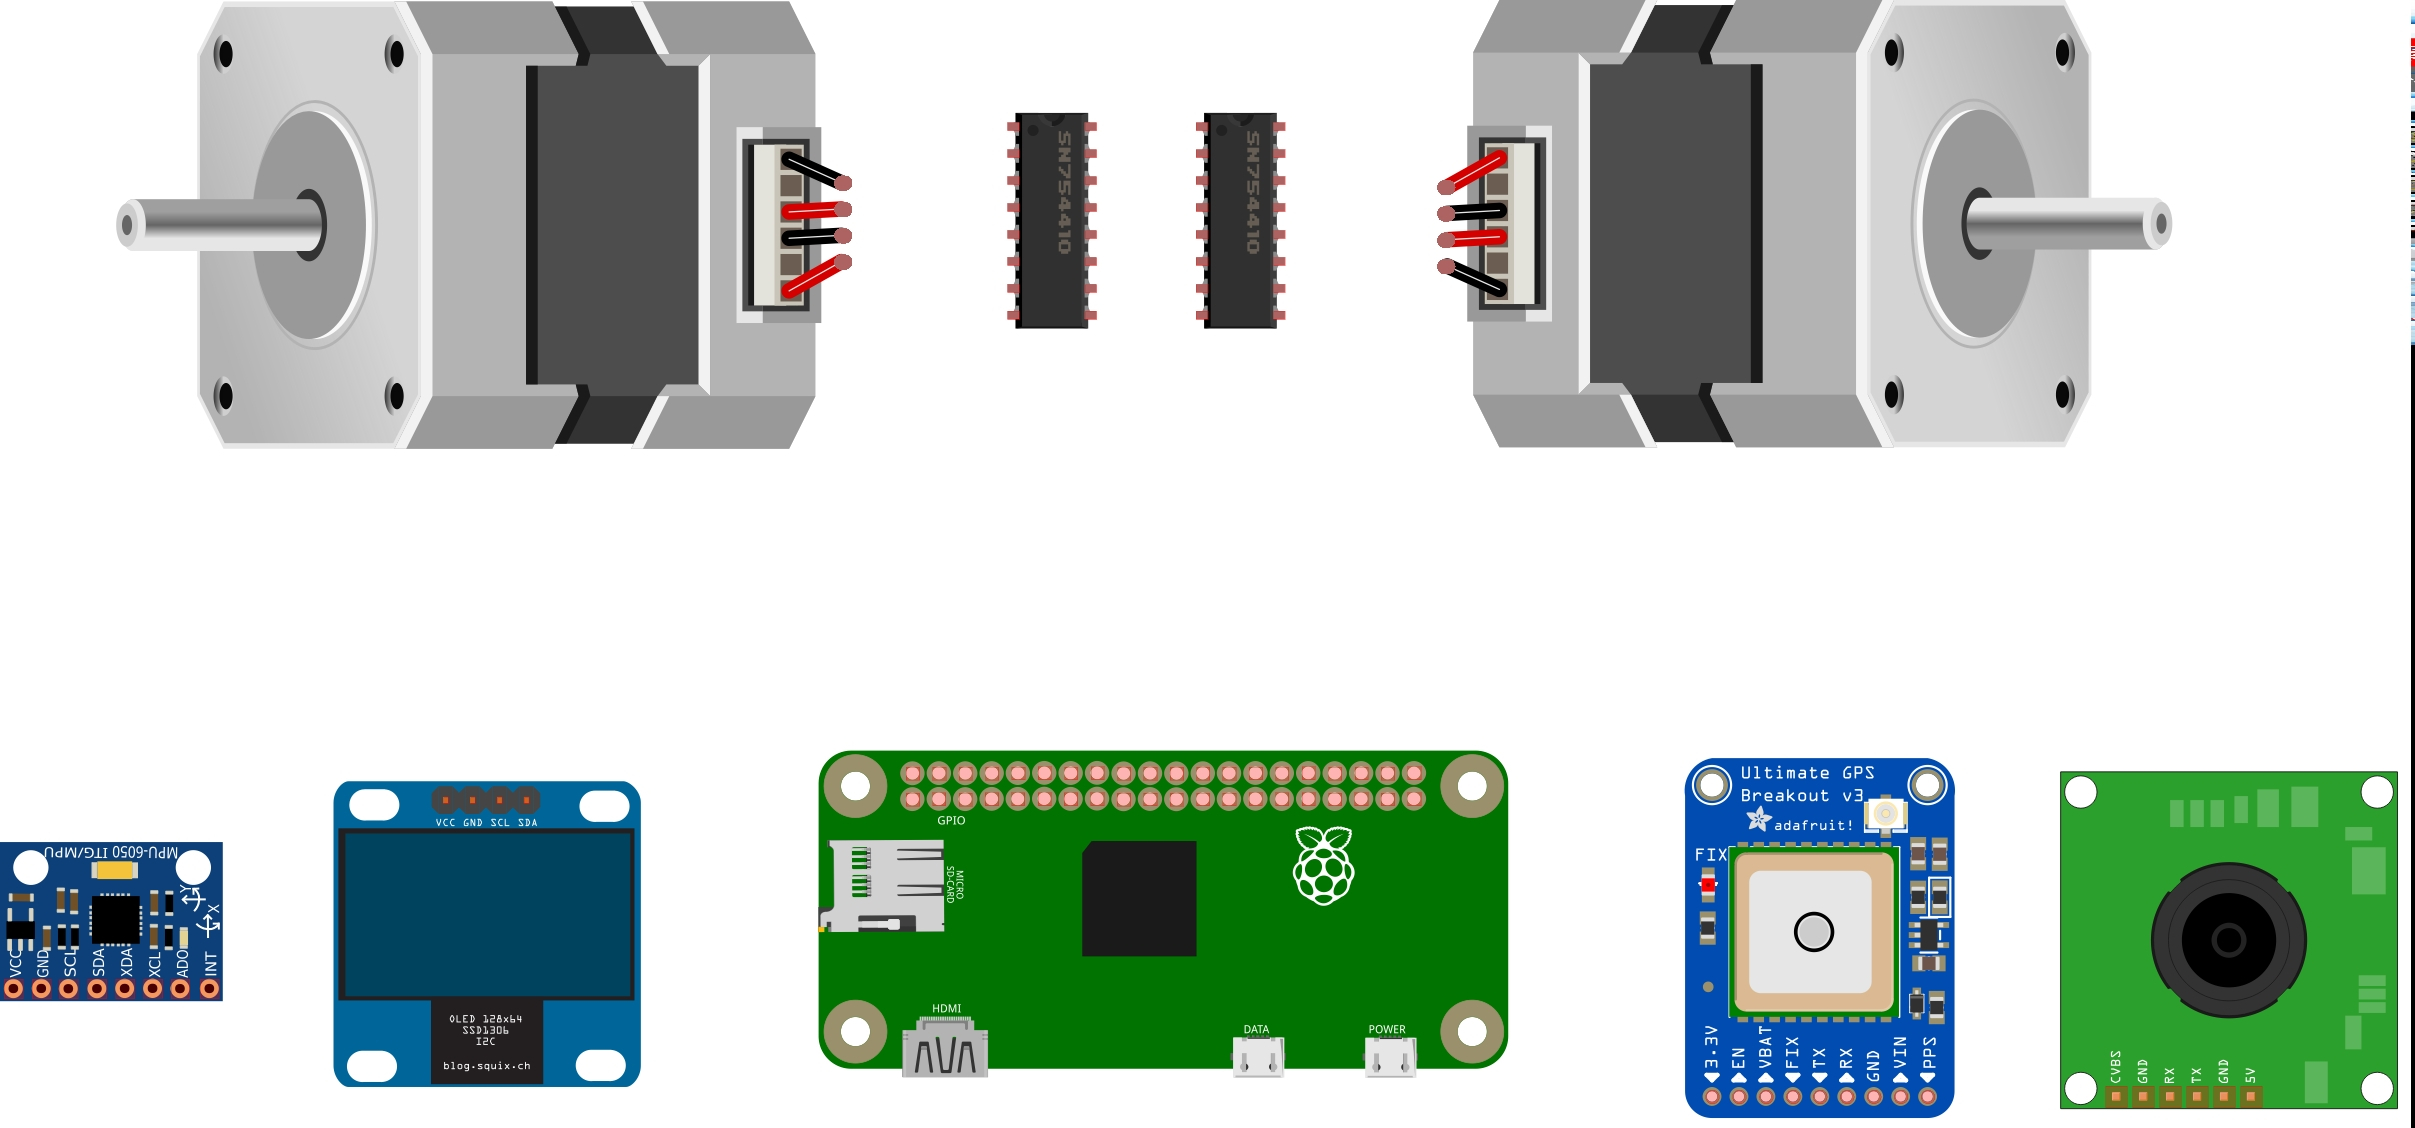 SN754410
SN754410
MPU-6050 ITG/MPU
Y
X
VCC
GND
SCL
SDA
XDA
XCL
ADO
INT
VCC GND SCL SDA
OLED 128x64
SSD1306
I2C
blog.squix.ch
GPIO
MICRO
SD-CARD
HDMI
DATA
POWER
Ultimate GPS
Breakout v3
adafruit!
FIX
3.3V
EN
VBAT
FIX
TX
RX
GND
VIN
PPS
CVBS
GND
RX
TX
GND
5V